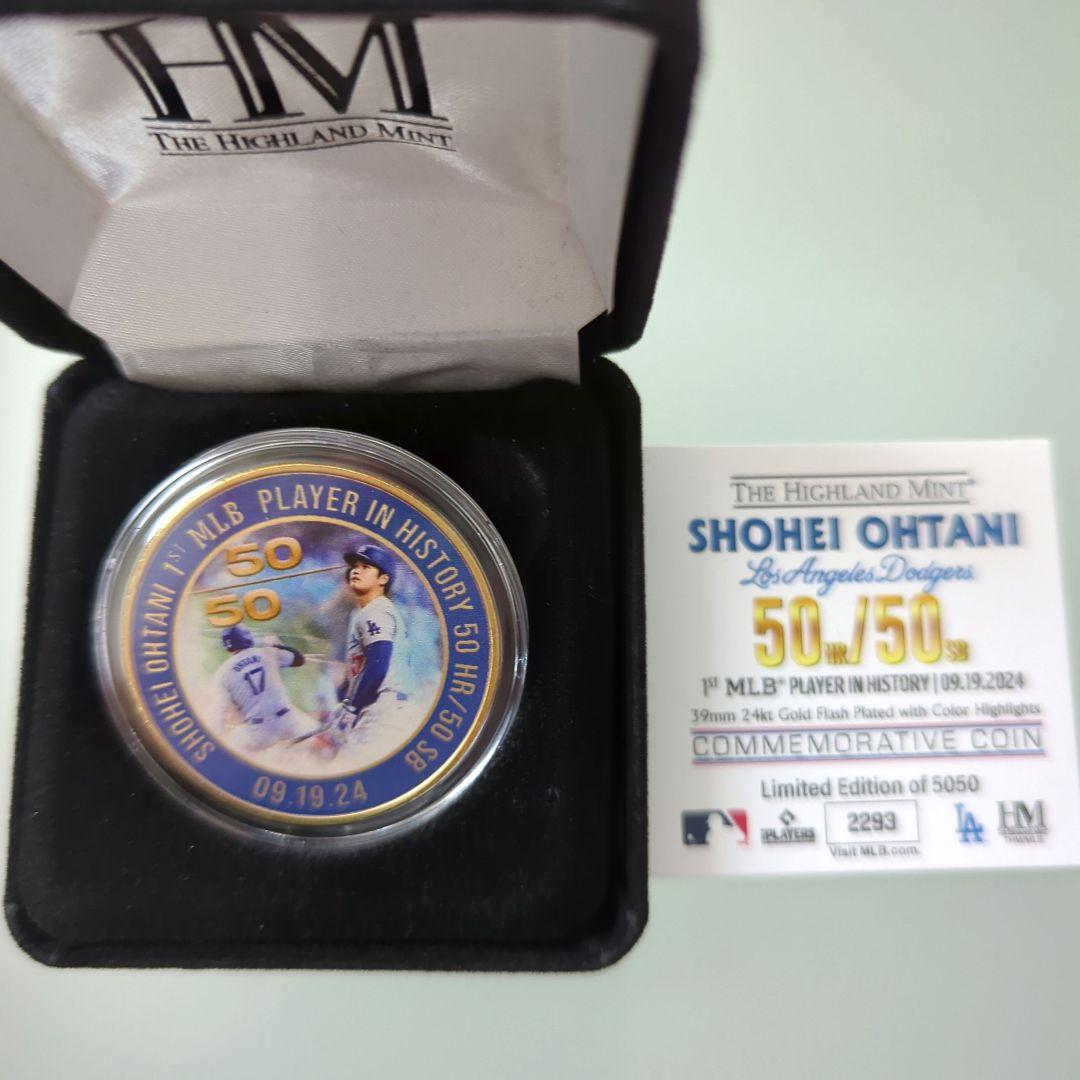 HM
THE HIGHLAND MINT
SHOHEI OHTANI 1ST MLB PLAYER IN HISTORY 50 HR/50 SB
50
50
LA
OHTANI
17
09.19.24
THE HIGHLAND MINT®
SHOHEI OHTANI
Los Angeles Dodgers
50HR/50SB
1ST MLB® PLAYER IN HISTORY | 09.19.2024
39mm 24kt Gold Flash Plated with Color Highlights
COMMEMORATIVE COIN
Limited Edition of 5050
PLAYERS 2293 LA HM
Visit MLB.com.